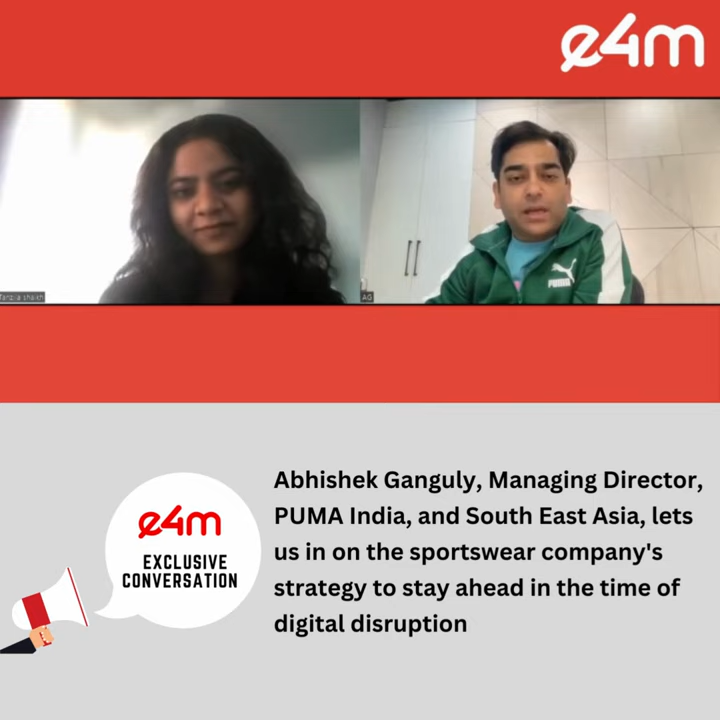 e4m
Tanzila Shaikh
AG
PUMA
e4m
EXCLUSIVE
CONVERSATION
Abhishek Ganguly, Managing Director,
PUMA India, and South East Asia, lets
us in on the sportswear company's
strategy to stay ahead in the time of
digital disruption